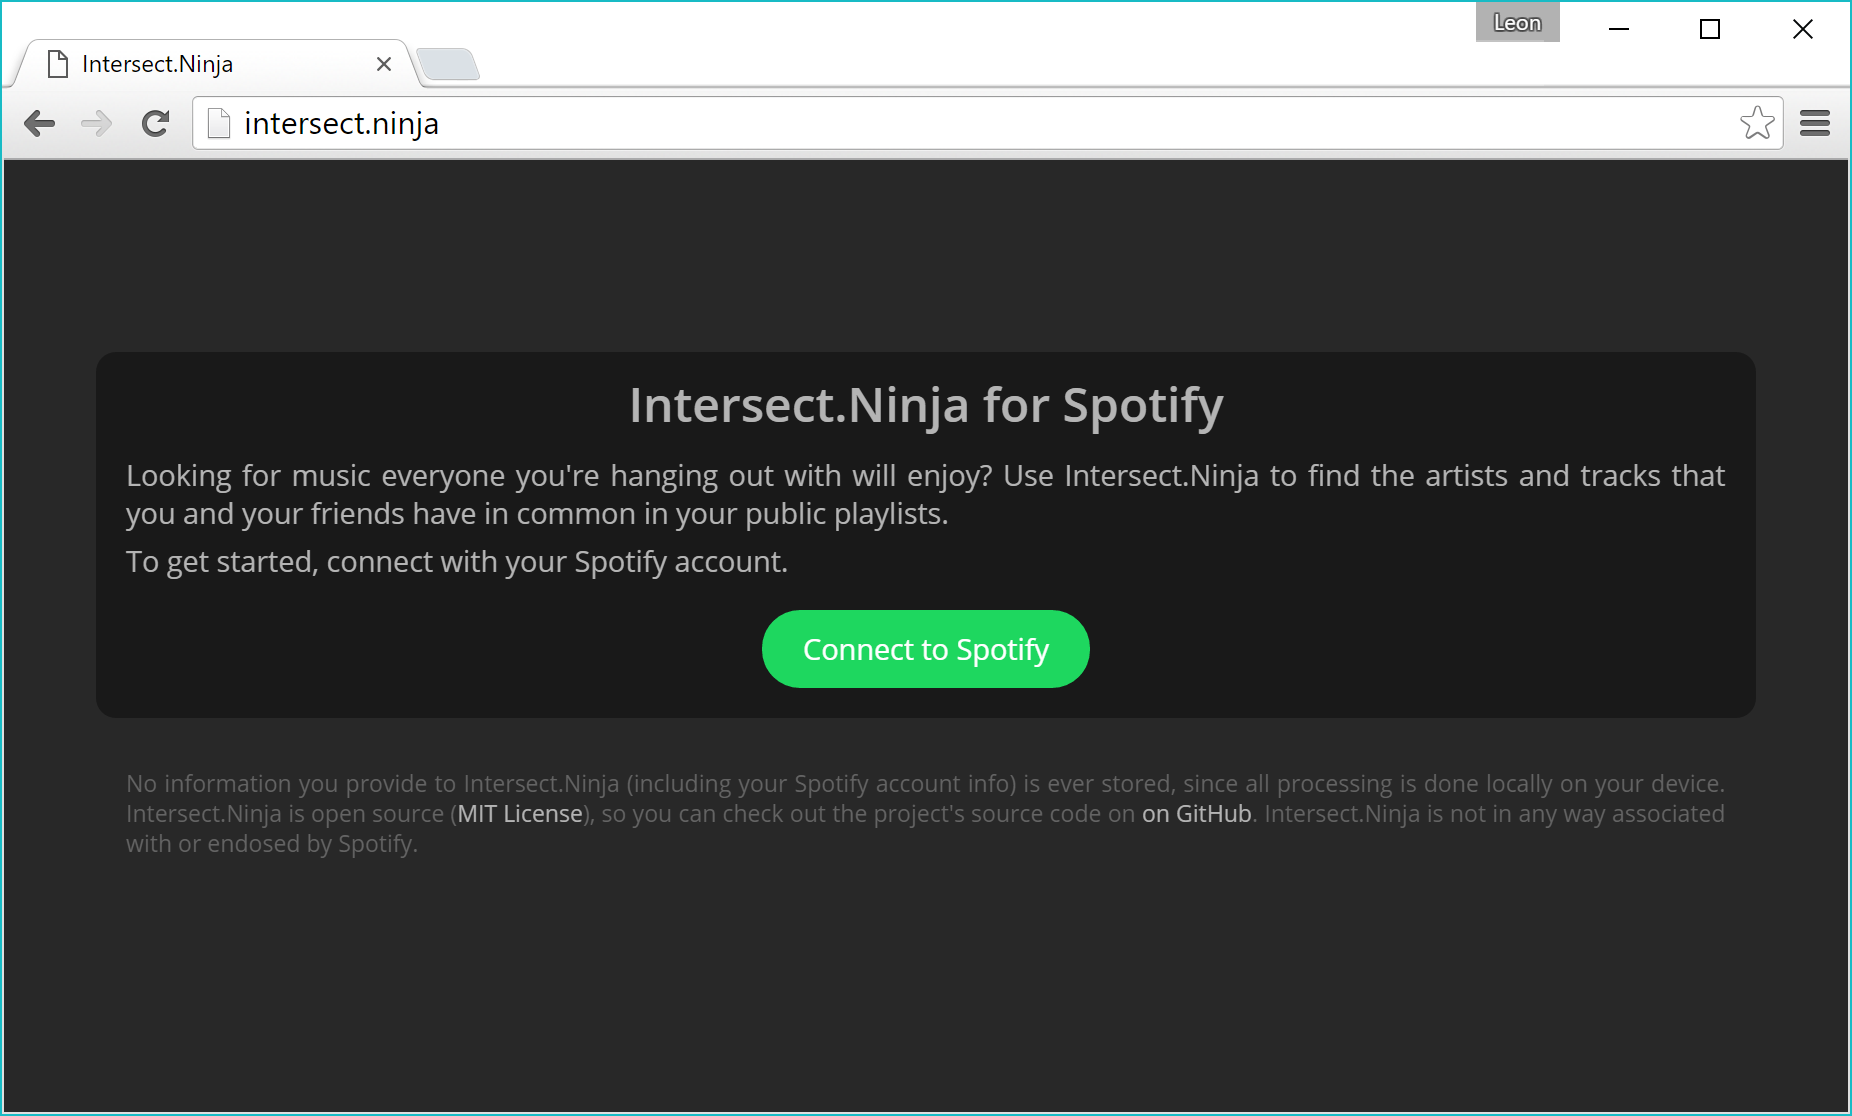 Leon
Intersect.Ninja
intersect.ninja
Intersect.Ninja for Spotify
Looking for music everyone you're hanging out with will enjoy? Use Intersect.Ninja to find the artists and tracks that
you and your friends have in common in your public playlists.
To get started, connect with your Spotify account.
Connect to Spotify
No information you provide to Intersect.Ninja (including your Spotify account info) is ever stored, since all processing is done locally on your device.
Intersect.Ninja is open source (MIT License), so you can check out the project's source code on on GitHub. Intersect.Ninja is not in any way associated
with or endosed by Spotify.